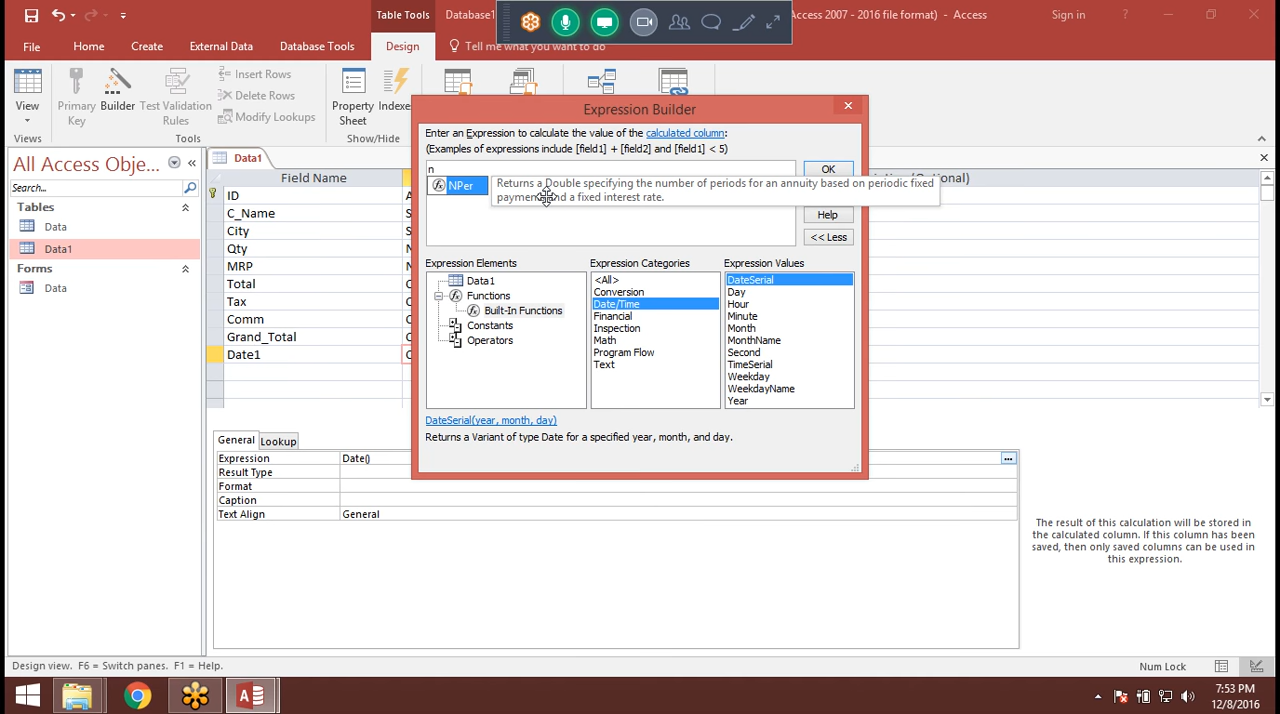 Table Tools
Database1
Access 2007 - 2016 file format) - Access
Sign in
?
File
Home
Create
External Data
Database Tools
Design
Tell me what you want to do
View
Primary Key
Builder
Test Validation Rules
Insert Rows
Delete Rows
Modify Lookups
Property Sheet
Indexe
Views
Tools
Show/Hide
All Access Obje...
Search...
Tables
Data
Data1
Forms
Data
Data1
Field Name
ID
C_Name
City
Qty
MRP
Total
Tax
Comm
Grand_Total
Date1
(Optional)
Expression Builder
Enter an Expression to calculate the value of the calculated column:
(Examples of expressions include [field1] + [field2] and [field1] < 5)
n
OK
NPer
Returns a Double specifying the number of periods for an annuity based on periodic fixed
and a fixed interest rate.
Help
<< Less
Expression Elements
Data1
Functions
Built-In Functions
Constants
Operators
Expression Categories
<All>
Conversion
Date/Time
Financial
Inspection
Math
Program Flow
Text
Expression Values
DateSerial
Day
Hour
Minute
Month
MonthName
Second
TimeSerial
Weekday
WeekdayName
Year
DateSerial(year, month, day)
Returns a Variant of type Date for a specified year, month, and day.
General
Lookup
Expression
Date()
Result Type
Format
Caption
Text Align
General
The result of this calculation will be stored in
the calculated column. If this column has been
saved, then only saved columns can be used in
this expression.
Design view. F6 = Switch panes. F1 = Help.
Num Lock
7:53 PM
12/8/2016